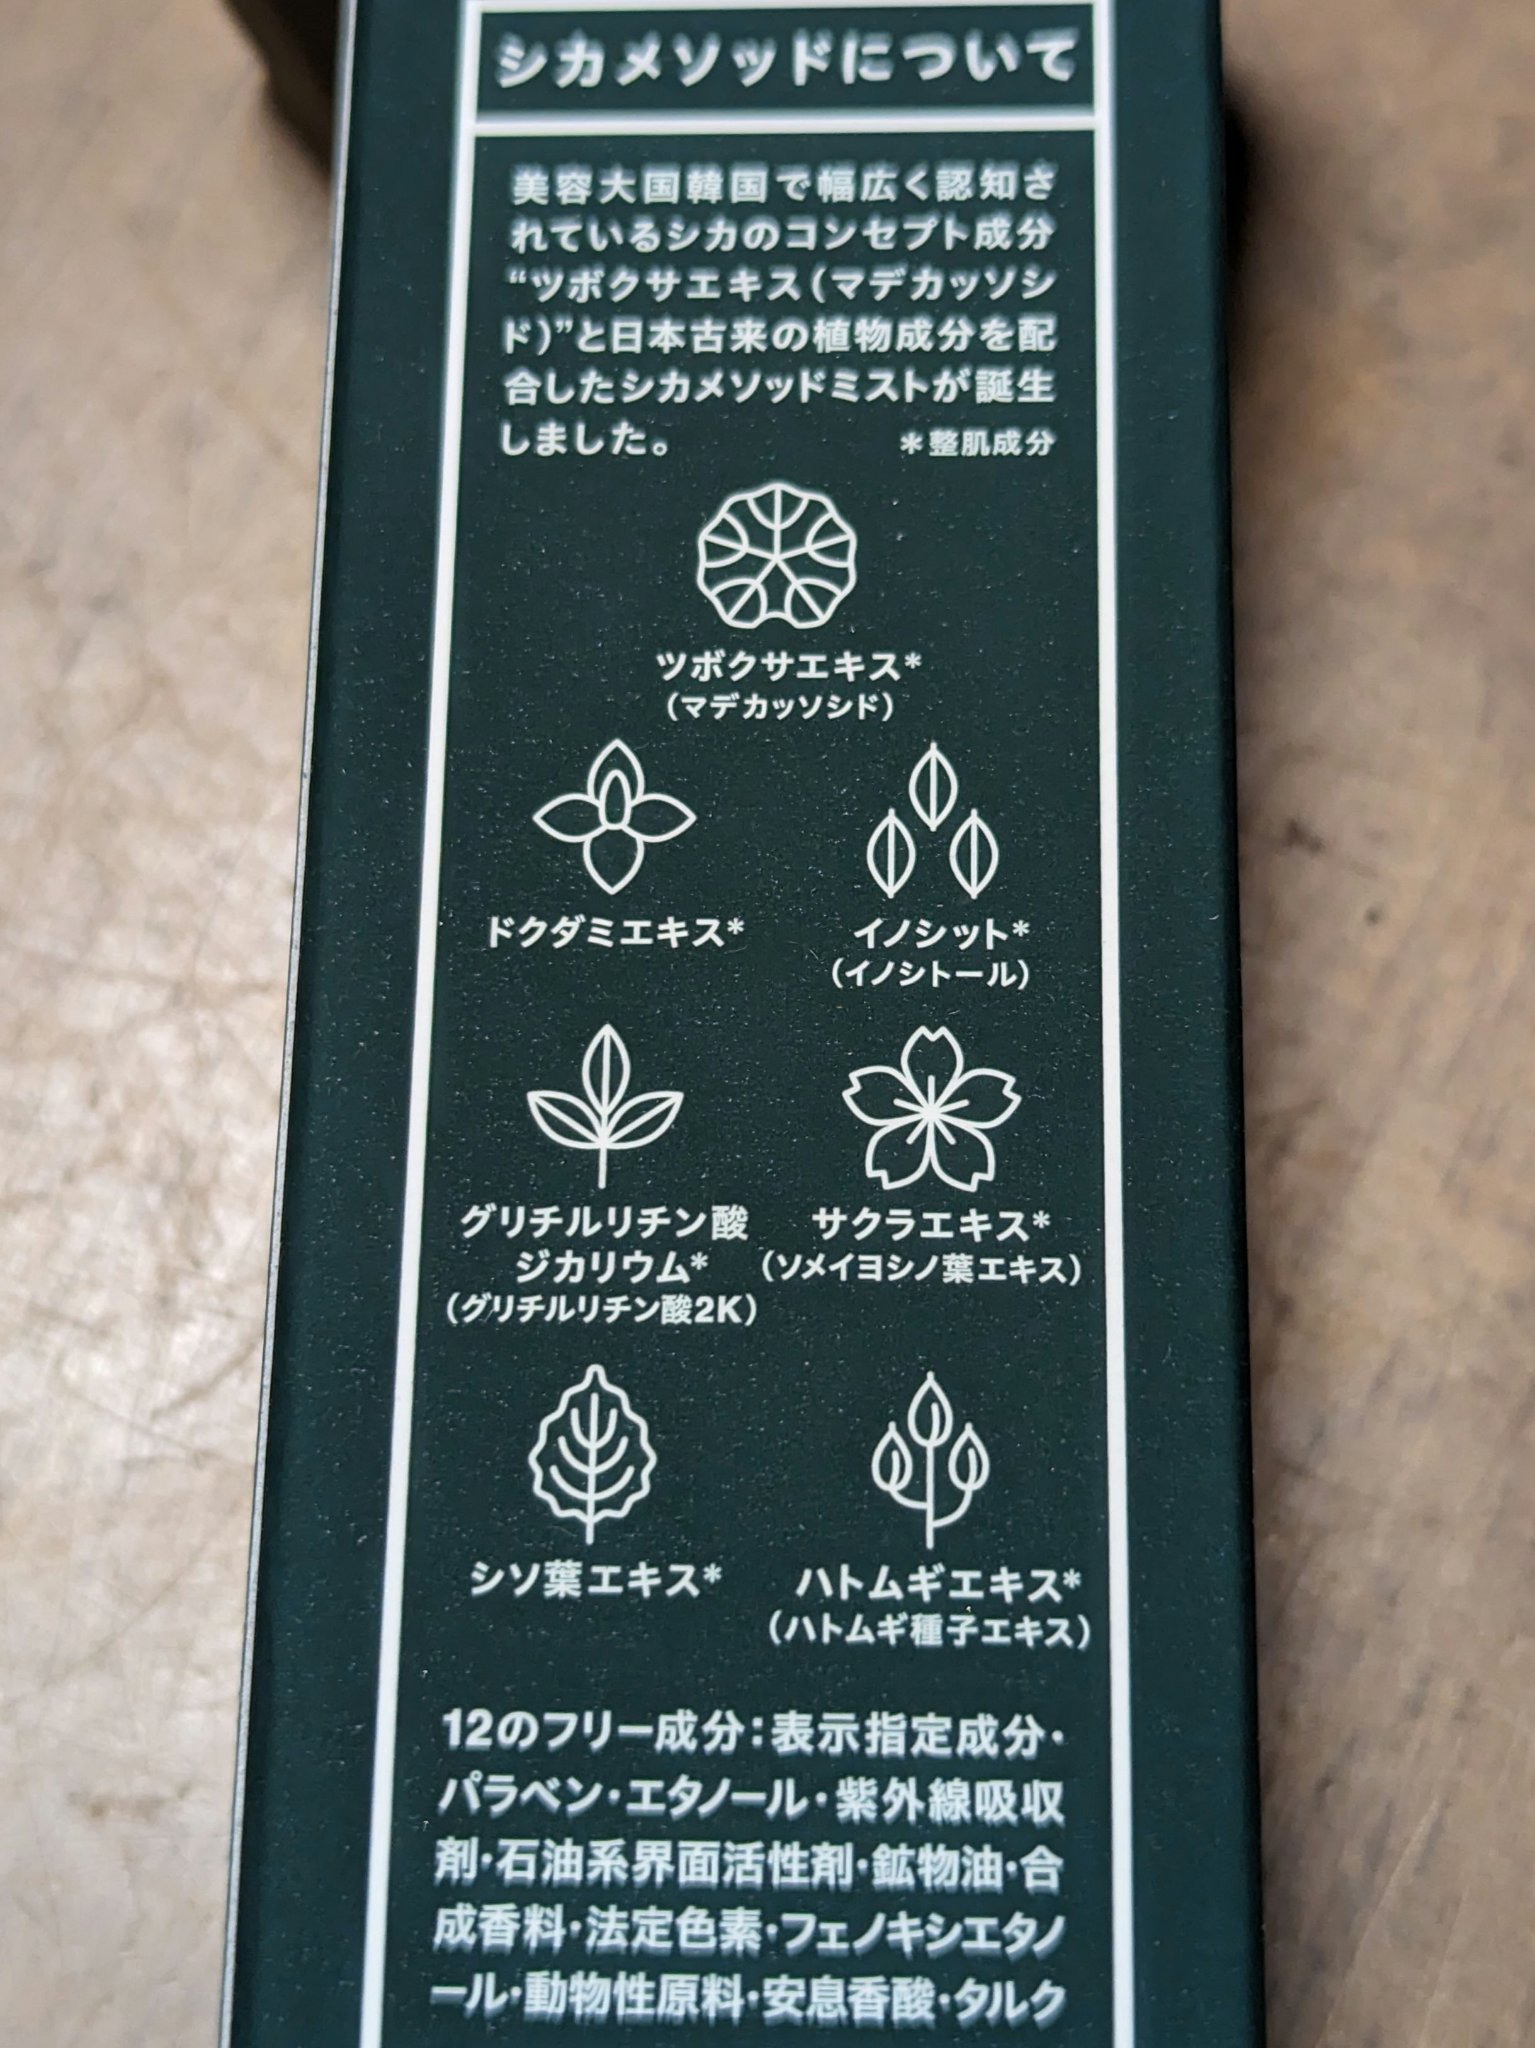 シカメソッドについて
美容大国韓国で幅広く認知さ
れているシカのコンセプト成分
“ツボクサエキス(マデカッソシ
ド)”と日本古来の植物成分を配
合したシカメソッドミストが誕生
しました。 *整肌成分
ツボクサエキス*
(マデカッソシド)
ドクダミエキス* イノシット*
(イノシトール)
グリチルリチン酸 サクラエキス*
ジカリウム* (ソメイヨシノ葉エキス)
(グリチルリチン酸2K)
シソ葉エキス* ハトムギエキス*
(ハトムギ種子エキス)
12のフリー成分:表示指定成分・
パラベン・エタノール・紫外線吸収
剤・石油系界面活性剤・鉱物油・合
成香料・法定色素・フェノキシエタノ
ール・動物性原料・安息香酸・タルク